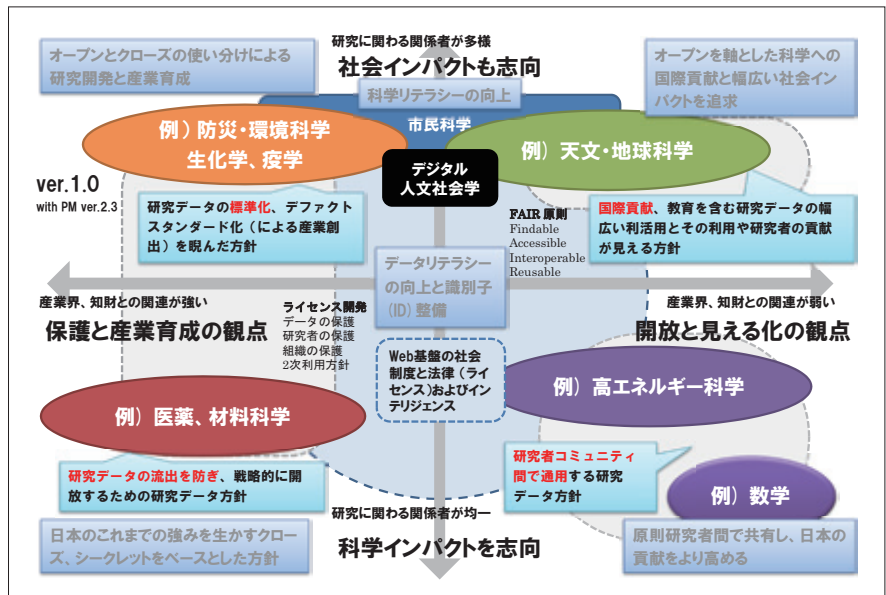 オープンとクローズの使い分けによる
研究開発と産業育成
研究に関わる関係者が多様
社会インパクトも志向
オープンを軸とした科学への
国際貢献と幅広い社会イン
パクトを追求
科学リテラシーの向上
市民科学
例）防災・環境科学
生化学、疫学
デジタル
人文社会学
例）天文・地球科学
ver.1.0
with PM ver.2.3
研究データの標準化、デファクト
スタンダード化（による産業創
出）を睨んだ方針
FAIR 原則
Findable
Accessible
Interoperable
Reusable
国際貢献、教育を含む研究データの幅
広い利活用とその利用や研究者の貢献
が見える方針
データリテラシー
の向上と識別子
（ID）整備
産業界、知財との関連が強い
保護と産業育成の観点
産業界、知財との関連が弱い
開放と見える化の観点
ライセンス開発
データの保護
研究者の保護
組織の保護
2次利用方針
Web基盤の社会
制度と法律（ライ
センス）およびイン
テリジェンス
例）医薬、材料科学
例）高エネルギー科学
研究データの流出を防ぎ、戦略的に開
放するための研究データ方針
研究者コミュニティ
間で通用する研究
データ方針
例）数学
研究に関わる関係者が均一
科学インパクトを志向
日本のこれまでの強みを生かすクロー
ズ、シークレットをベースとした方針
原則研究者間で共有し、日本の
貢献をより高める